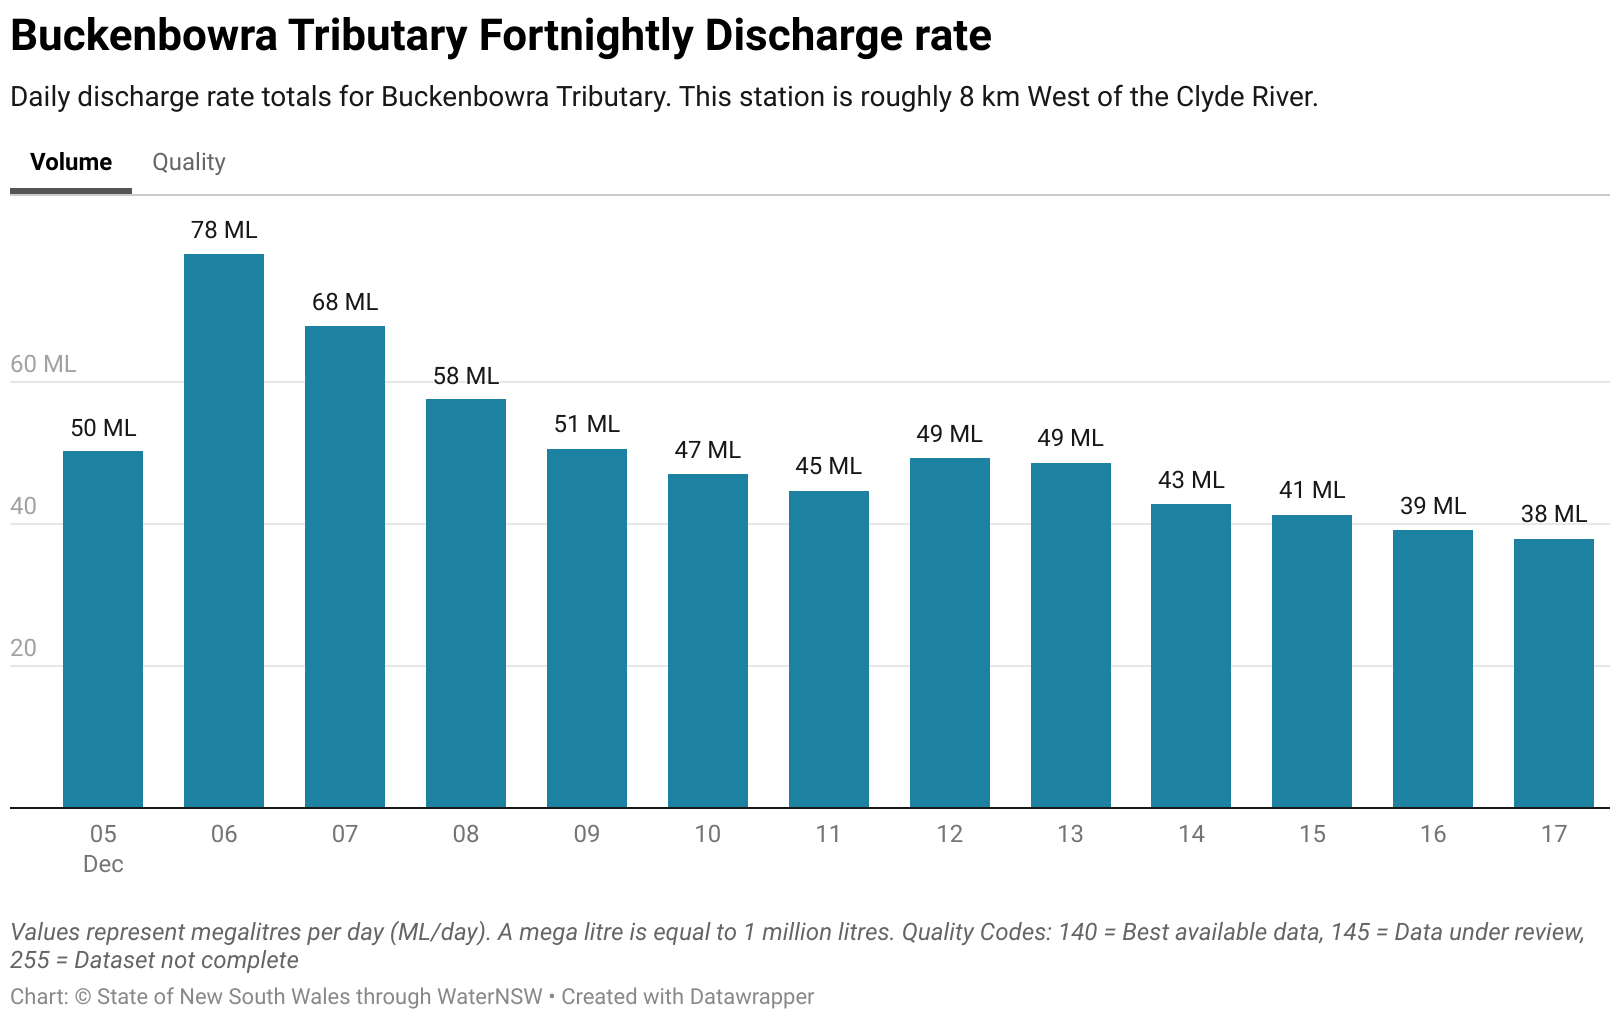 Buckenbowra Tributary Fortnightly Discharge rate
Daily discharge rate totals for Buckenbowra Tributary. This station is roughly 8 km West of the Clyde River.
Volume Quality
78 ML
68 ML
60 ML
58 ML
50 ML
51 ML
47 ML
45 ML
49 ML
49 ML
43 ML
41 ML
39 ML
38 ML
40
20
05 06 07 08 09 10 11 12 13 14 15 16 17
Dec
Values represent megalitres per day (ML/day). A mega litre is equal to 1 million litres. Quality Codes: 140 = Best available data, 145 = Data under review,
255 = Dataset not complete
Chart: © State of New South Wales through WaterNSW • Created with Datawrapper